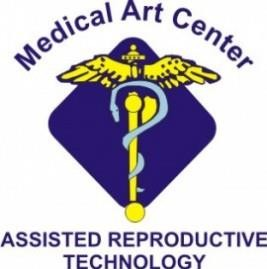 Medical Art Center
ASSISTED REPRODUCTIVE
TECHNOLOGY